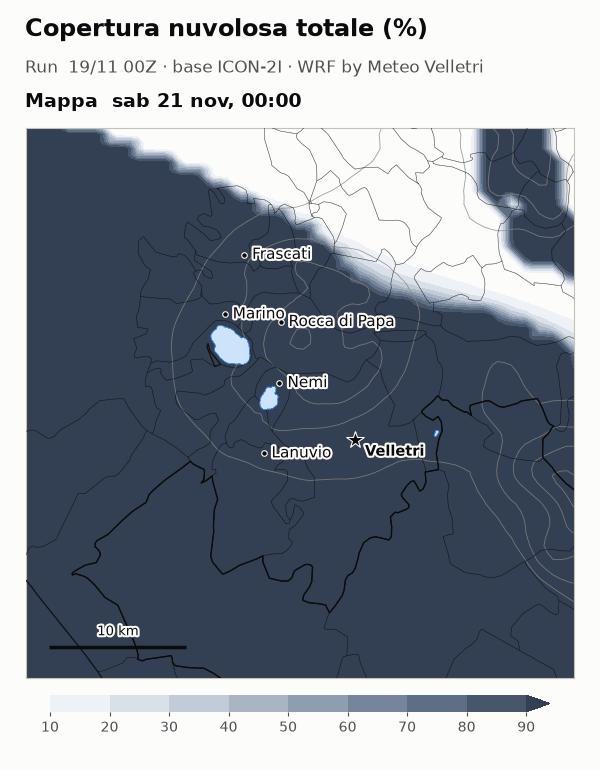 Copertura nuvolosa totale (%)
Run  19/11 00Z · base ICON-2I · WRF by Meteo Velletri
Mappa  sab 21 nov, 00:00
Frascati
Marino
Rocca di Papa
Nemi
Velletri
Lanuvio
10 km
10 20 30 40 50 60 70 80 90